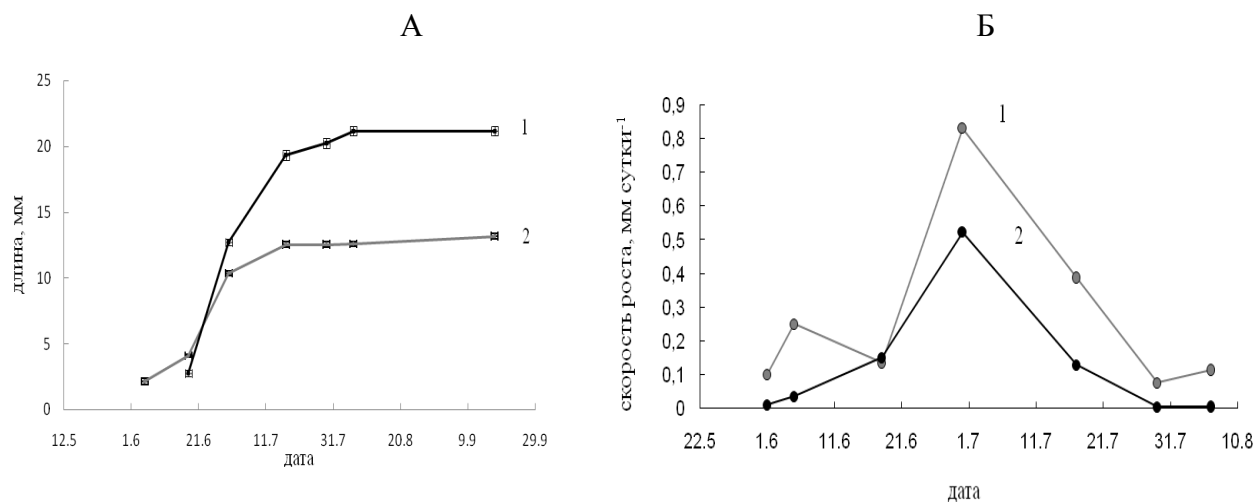 А
25
20
15
10
5
0
длина, мм
12.5 1.6 21.6 11.7 31.7 20.8 9.9 29.9
дата
1
2
Б
0,9
0,8
0,7
0,6
0,5
0,4
0,3
0,2
0,1
0
скорость роста, мм сутки⁻¹
22.5 1.6 11.6 21.6 1.7 11.7 21.7 31.7 10.8
дата
1
2